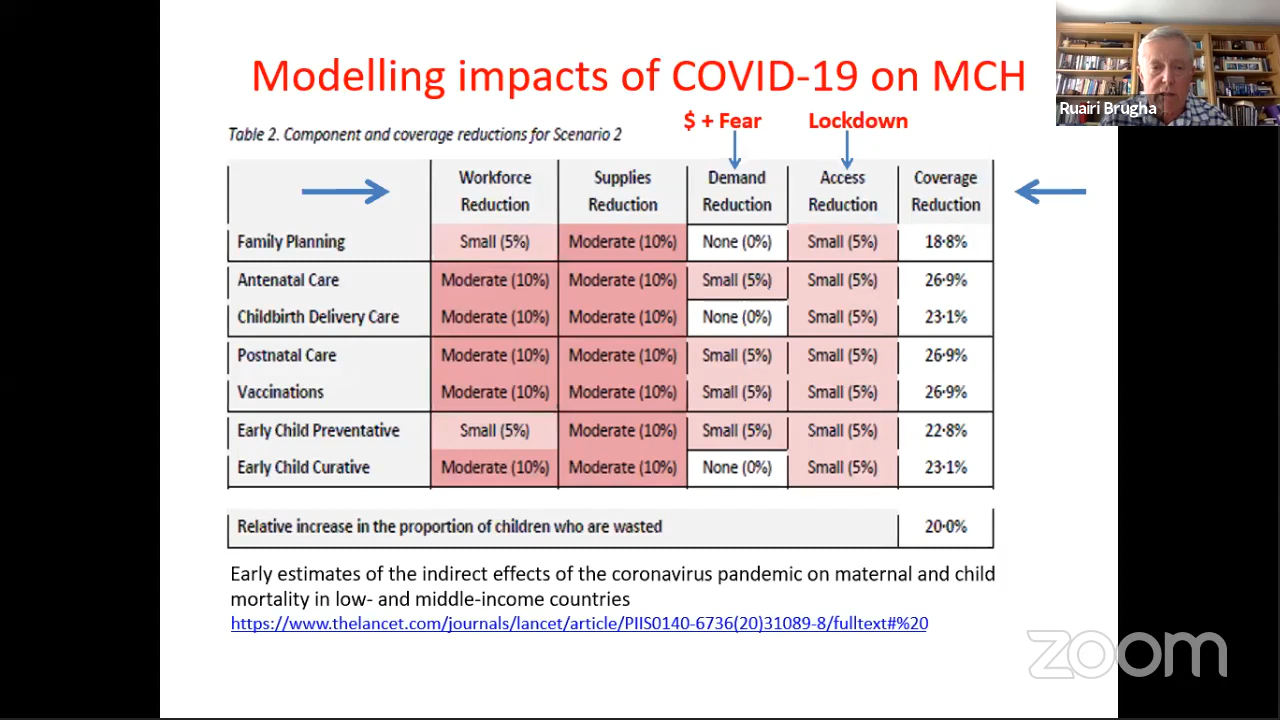 Modelling impacts of COVID-19 on MCH
Ruairi Brugha
$ + Fear Lockdown
Table 2. Component and coverage reductions for Scenario 2
Workforce Reduction Supplies Reduction Demand Reduction Access Reduction Coverage Reduction
Family Planning Small (5%) Moderate (10%) None (0%) Small (5%) 18·8%
Antenatal Care Moderate (10%) Moderate (10%) Small (5%) Small (5%) 26·9%
Childbirth Delivery Care Moderate (10%) Moderate (10%) None (0%) Small (5%) 23·1%
Postnatal Care Moderate (10%) Moderate (10%) Small (5%) Small (5%) 26·9%
Vaccinations Moderate (10%) Moderate (10%) Small (5%) Small (5%) 26·9%
Early Child Preventative Small (5%) Moderate (10%) Small (5%) Small (5%) 22·8%
Early Child Curative Moderate (10%) Moderate (10%) None (0%) Small (5%) 23·1%
Relative increase in the proportion of children who are wasted 20·0%
Early estimates of the indirect effects of the coronavirus pandemic on maternal and child
mortality in low- and middle-income countries
https://www.thelancet.com/journals/lancet/article/PIIS0140-6736(20)31089-8/fulltext#%20
zoom